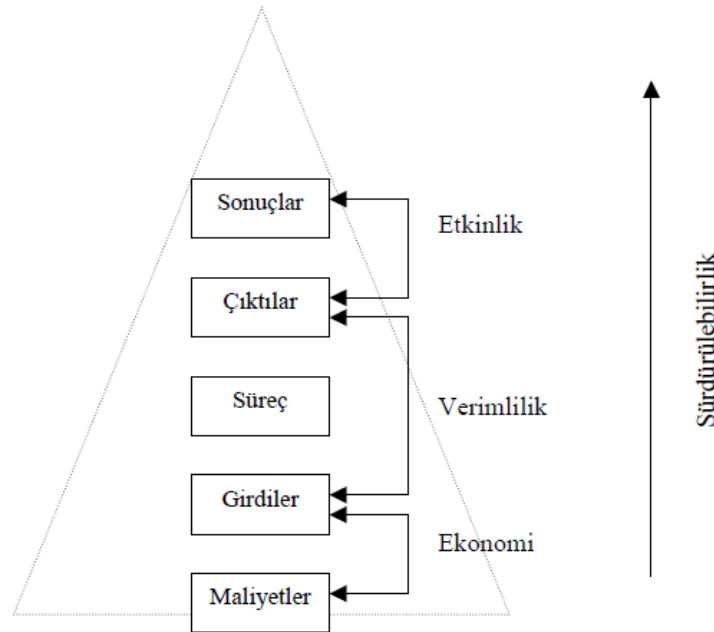 Sonuçlar
Etkinlik
Çıktılar
Süreç
Verimlilik
Girdiler
Ekonomi
Maliyetler
Sürdürülebilirlik